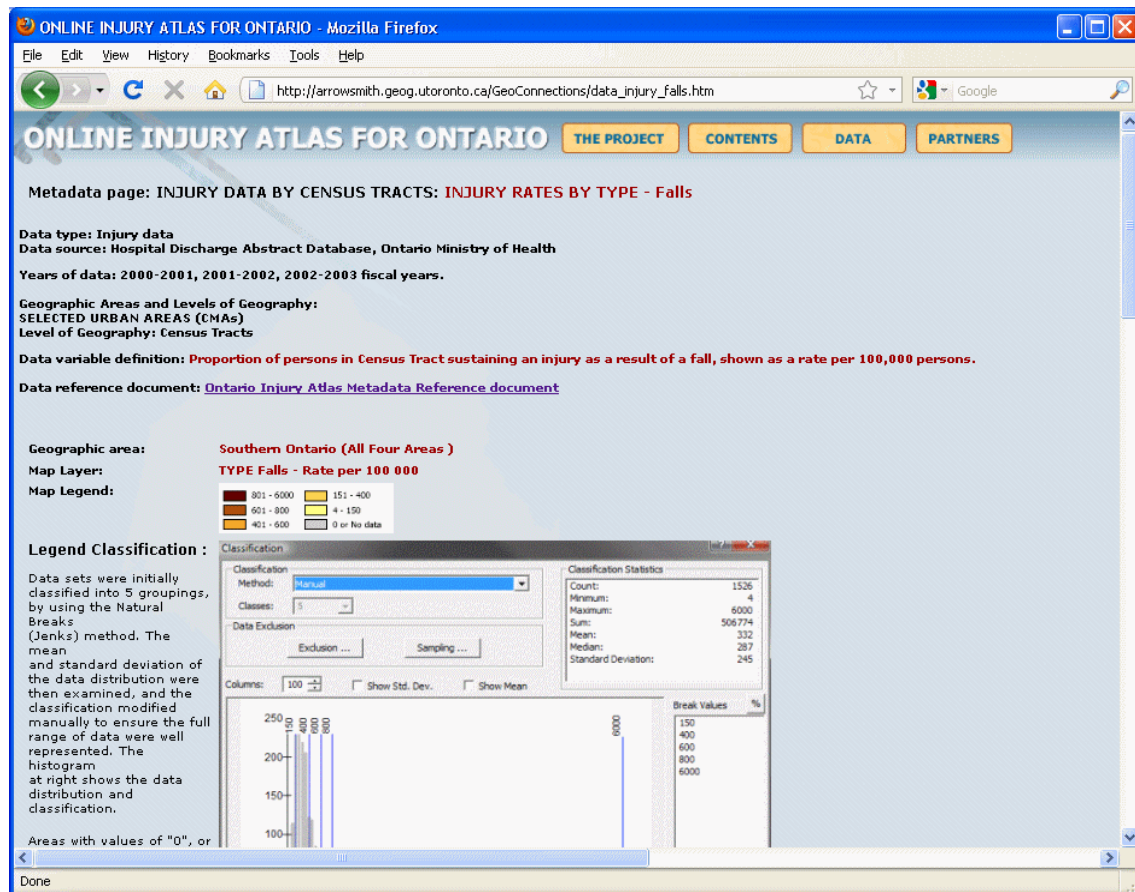 ONLINE INJURY ATLAS FOR ONTARIO - Mozilla Firefox
File Edit View History Bookmarks Tools Help
http://arrowsmith.geog.utoronto.ca/GeoConnections/data_injury_falls.htm
Google
ONLINE INJURY ATLAS FOR ONTARIO THE PROJECT CONTENTS DATA PARTNERS
Metadata page: INJURY DATA BY CENSUS TRACTS: INJURY RATES BY TYPE - Falls
Data type: Injury data
Data source: Hospital Discharge Abstract Database, Ontario Ministry of Health
Years of data: 2000-2001, 2001-2002, 2002-2003 fiscal years.
Geographic Areas and Levels of Geography:
SELECTED URBAN AREAS (CMAs)
Level of Geography: Census Tracts
Data variable definition: Proportion of persons in Census Tract sustaining an injury as a result of a fall, shown as a rate per 100,000 persons.
Data reference document: Ontario Injury Atlas Metadata Reference document
Geographic area: Southern Ontario (All Four Areas )
Map Layer: TYPE Falls - Rate per 100 000
Map Legend:
801 - 6000 151 - 400
601 - 800 4 - 150
401 - 600 0 or No data
Legend Classification :
Data sets were initially
classified into 5 groupings,
by using the Natural
Breaks
(Jenks) method. The
mean
and standard deviation of
the data distribution were
then examined, and the
classification modified
manually to ensure the full
range of data were well
represented. The
histogram
at right shows the data
distribution and
classification.
Areas with values of "0", or
Classification
?
Classification
Method: Manual
Classes: 5
Data Exclusion
Exclusion ... Sampling ...
Classification Statistics
Count: 1526
Minimum: 4
Maximum: 6000
Sum: 506774
Mean: 332
Median: 287
Standard Deviation: 245
Columns: 100 Show Std. Dev. Show Mean
Break Values %
150
400
600
800
6000
250
200
150
100
150
400
600
800
6000
Done